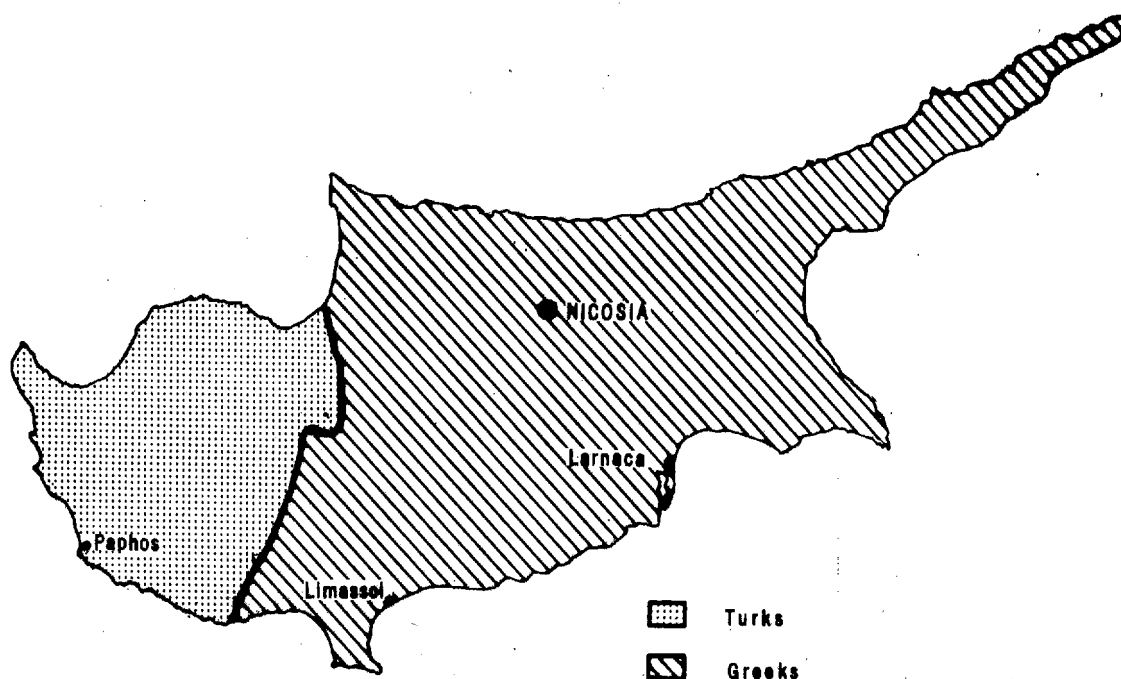 NICOSIA
Larnaca
Paphos
Limassol
Turks
Greeks